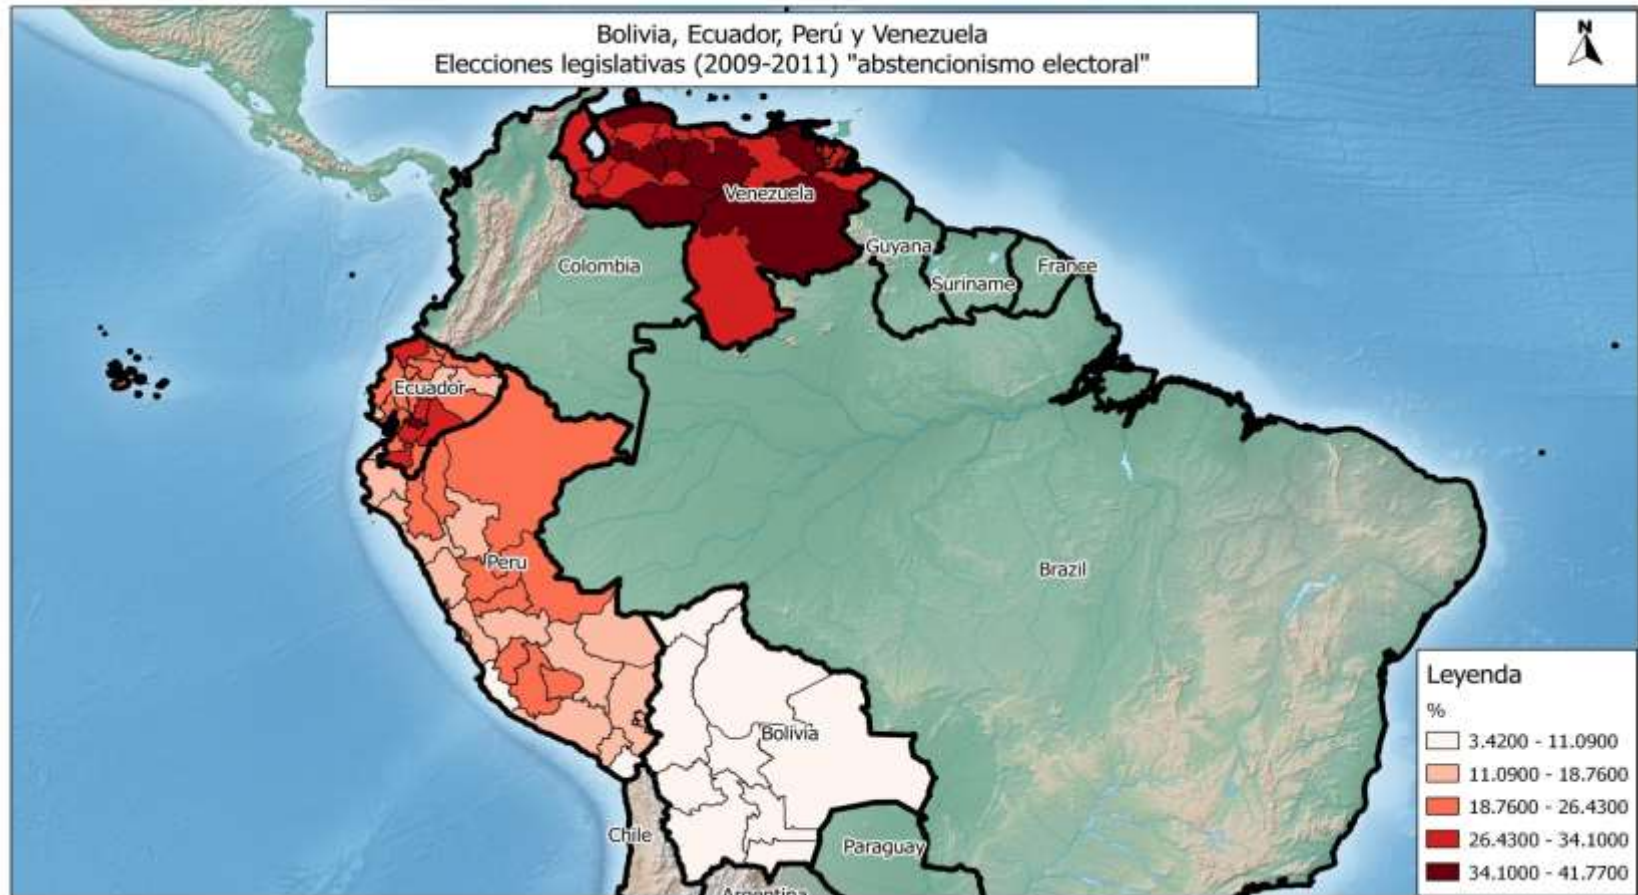 Bolivia, Ecuador, Perú y Venezuela
Elecciones legislativas (2009-2011) "abstencionismo electoral"
N
Venezuela
Guyana
Colombia
Suriname
France
Ecuador
Peru
Brazil
Bolivia
Chile
Paraguay
Argentina
Leyenda
%
3.4200 - 11.0900
11.0900 - 18.7600
18.7600 - 26.4300
26.4300 - 34.1000
34.1000 - 41.7700